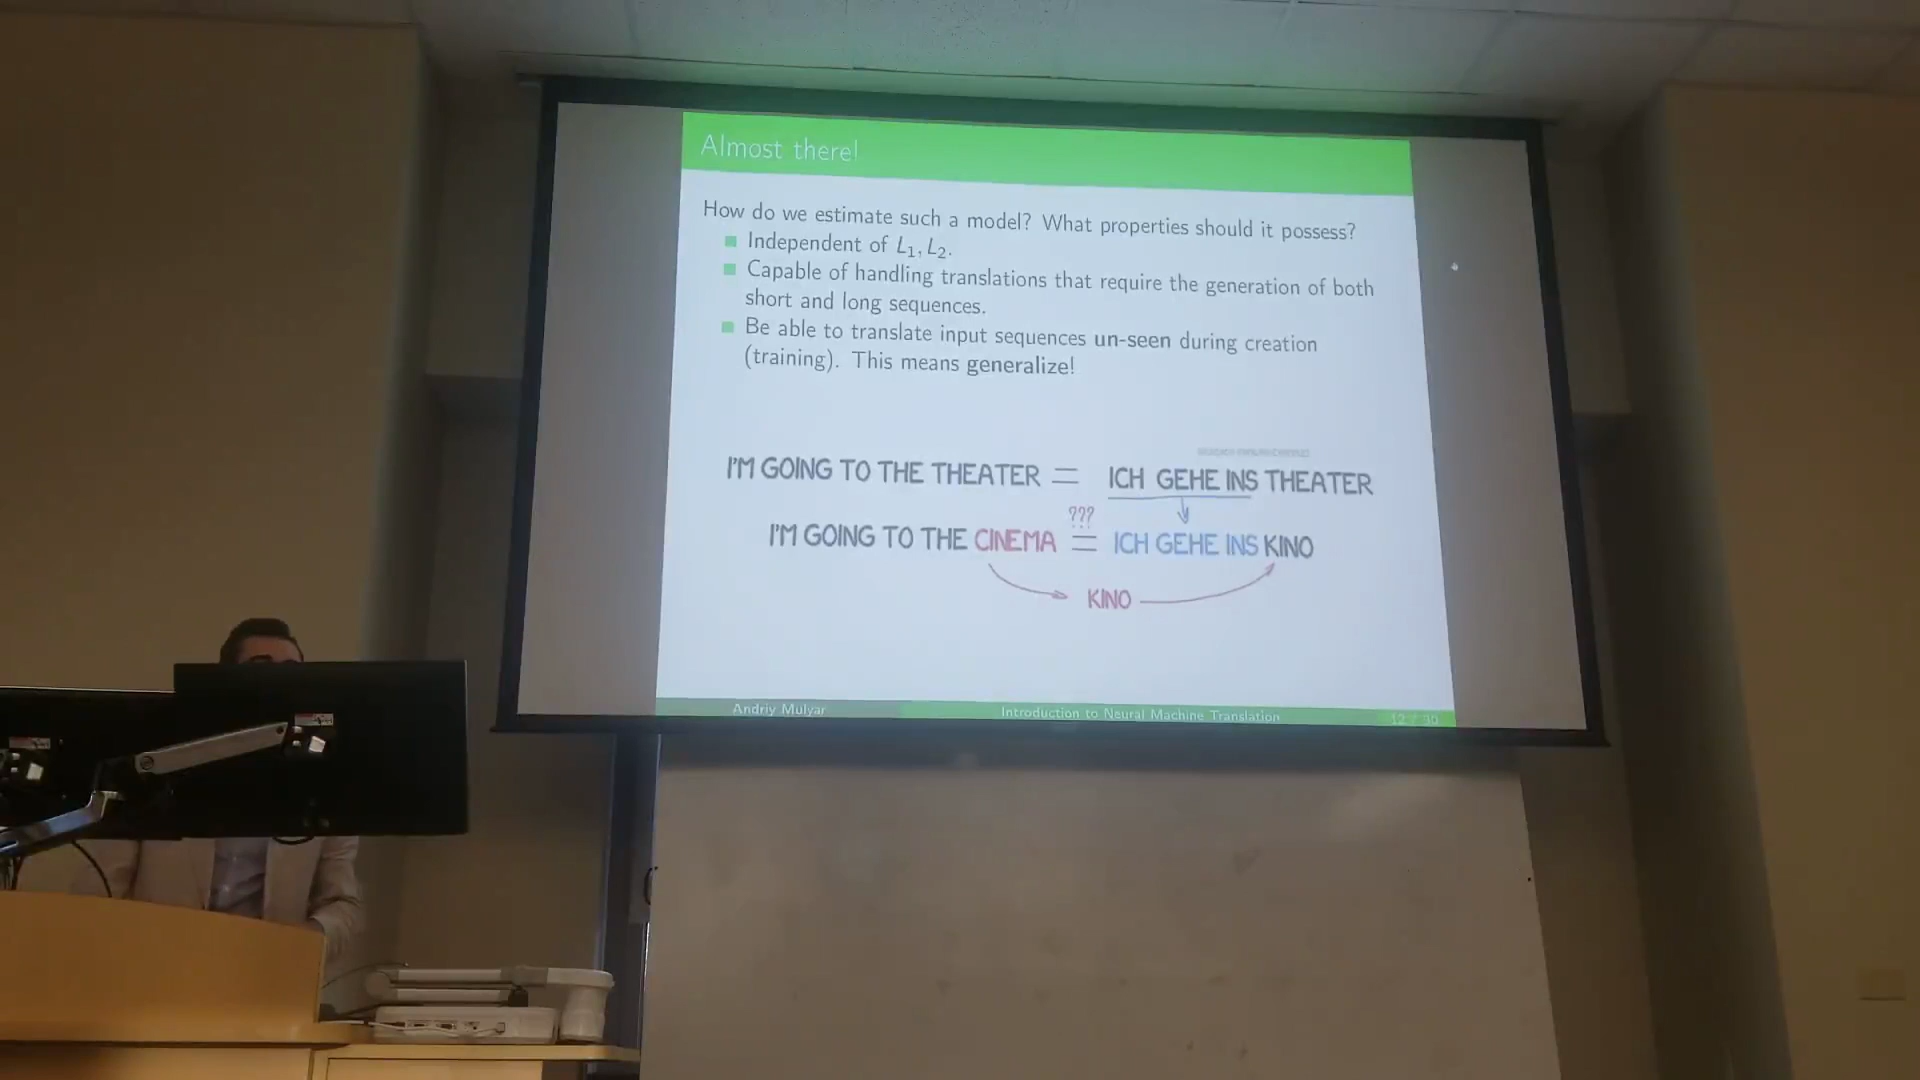 Almost there!
How do we estimate such a model? What properties should it possess?
Independent of L₁, L₂.
Capable of handling translations that require the generation of both
short and long sequences.
Be able to translate input sequences un-seen during creation
(training). This means generalize!
I'M GOING TO THE THEATER = ICH GEHE INS THEATER
???
I'M GOING TO THE CINEMA = ICH GEHE INS KINO
KINO
Andriy Mulyar Introduction to Neural Machine Translation 12 / 30